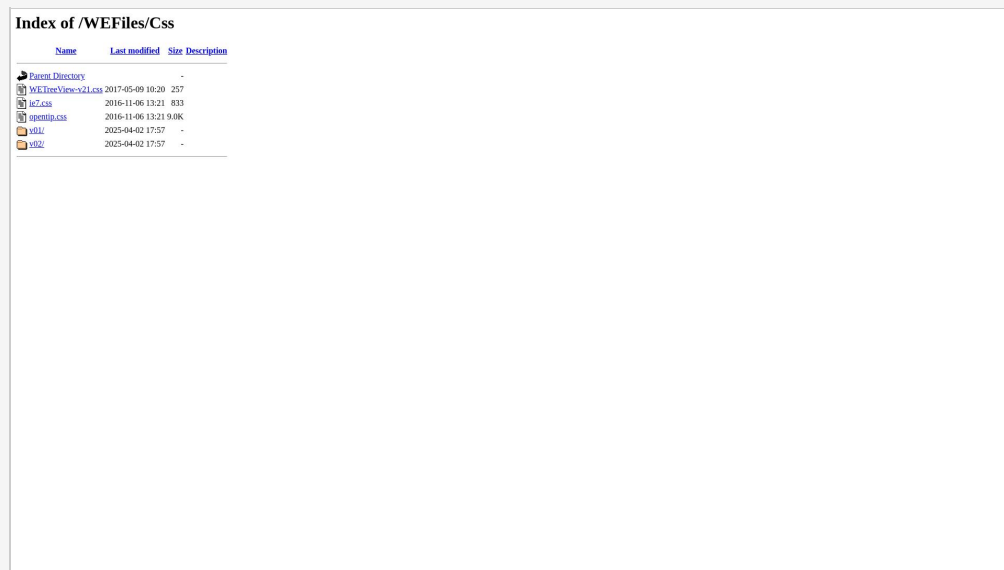 Index of /WEFiles/Css
Name Last modified Size Description
Parent Directory -
WETreeView-v21.css 2017-05-09 10:20 257
ie7.css 2016-11-06 13:21 833
opentip.css 2016-11-06 13:21 9.0K
v01/ 2025-04-02 17:57 -
v02/ 2025-04-02 17:57 -